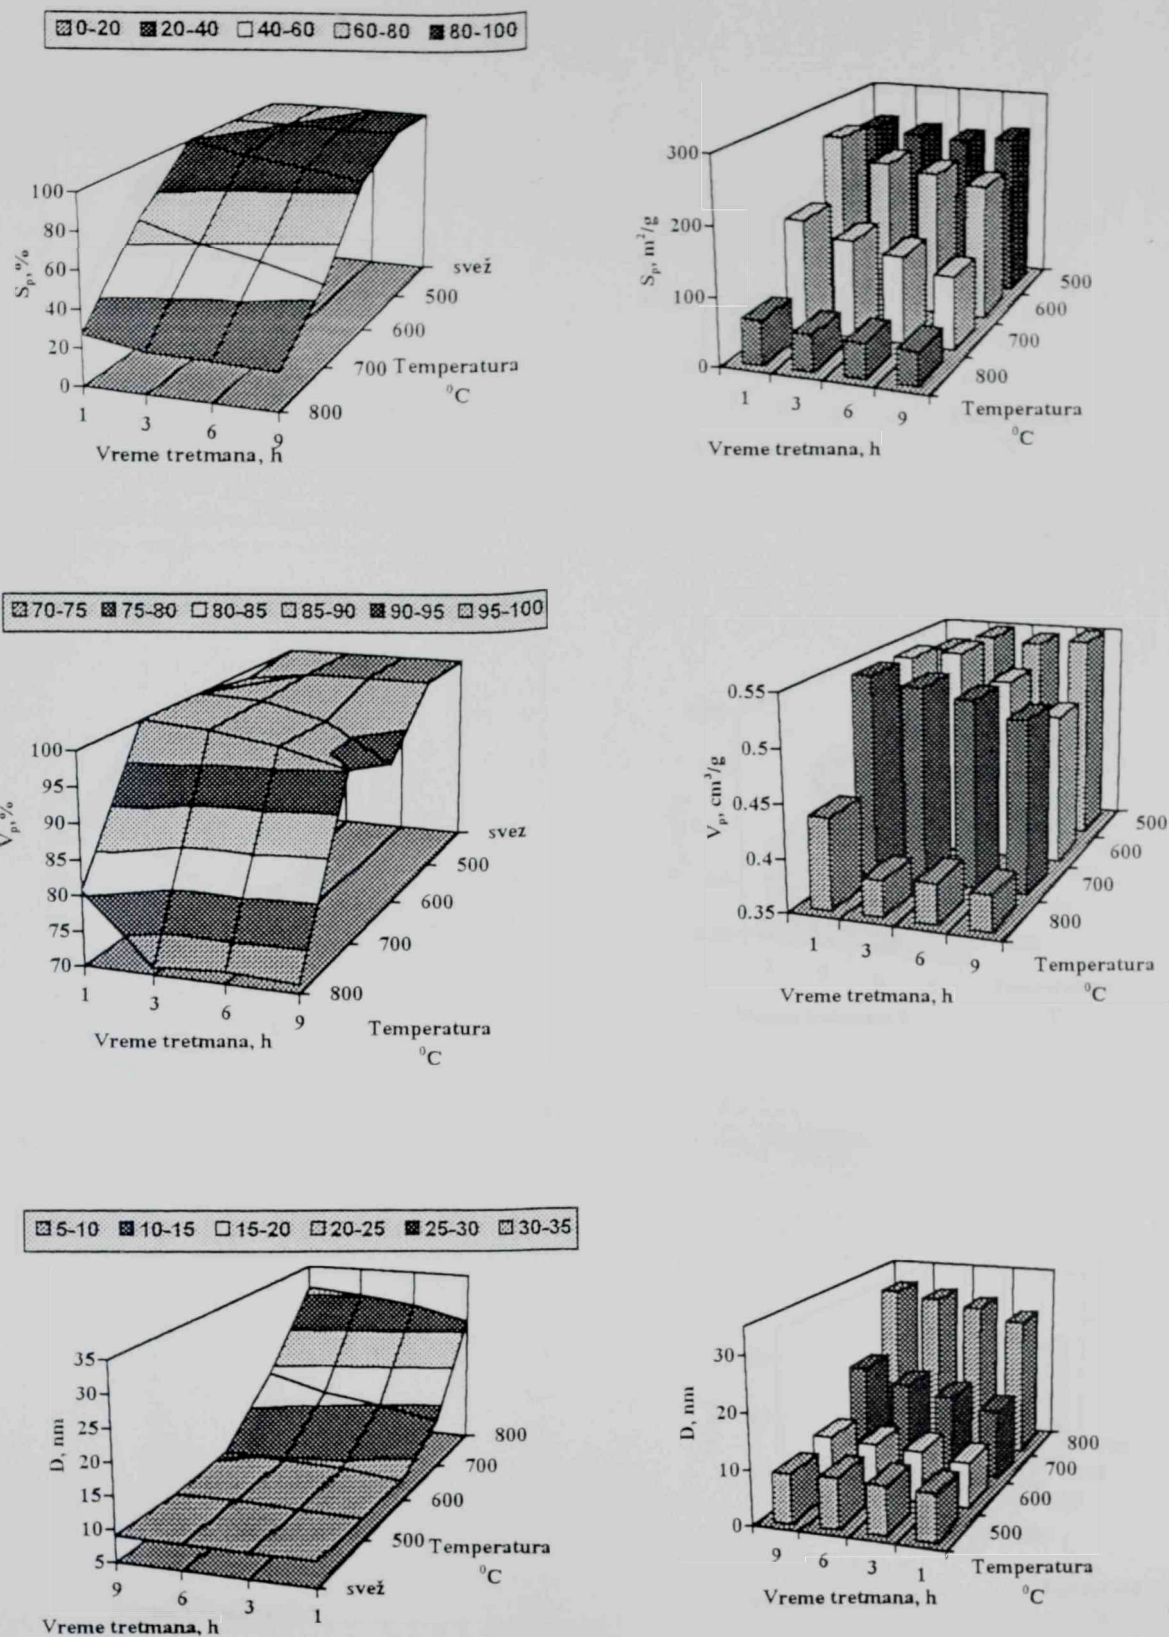 0-20 20-40 40-60 60-80 80-100
100
80
60
40
20
0
Sp, %
1
3
6
9
svež
500
600
700
800
Temperatura
⁰C
Vreme tretmana, h
300
200
100
0
Sp, m²/g
1
3
6
9
500
600
700
800
Temperatura
⁰C
Vreme tretmana, h
70-75 75-80 80-85 85-90 90-95 95-100
100
95
90
85
80
75
70
Vp, %
1
3
6
9
svez
500
600
700
800
Temperatura
⁰C
Vreme tretmana, h
0.55
0.5
0.45
0.4
0.35
Vp, cm³/g
1
3
6
9
500
600
700
800
Temperatura
⁰C
Vreme tretmana, h
5-10 10-15 15-20 20-25 25-30 30-35
35
30
25
20
15
10
5
D, nm
9
6
3
1
800
700
600
500
svež
Temperatura
⁰C
Vreme tretmana, h
30
20
10
0
D, nm
9
6
3
1
800
700
600
500
Temperatura
⁰C
Vreme tretmana, h